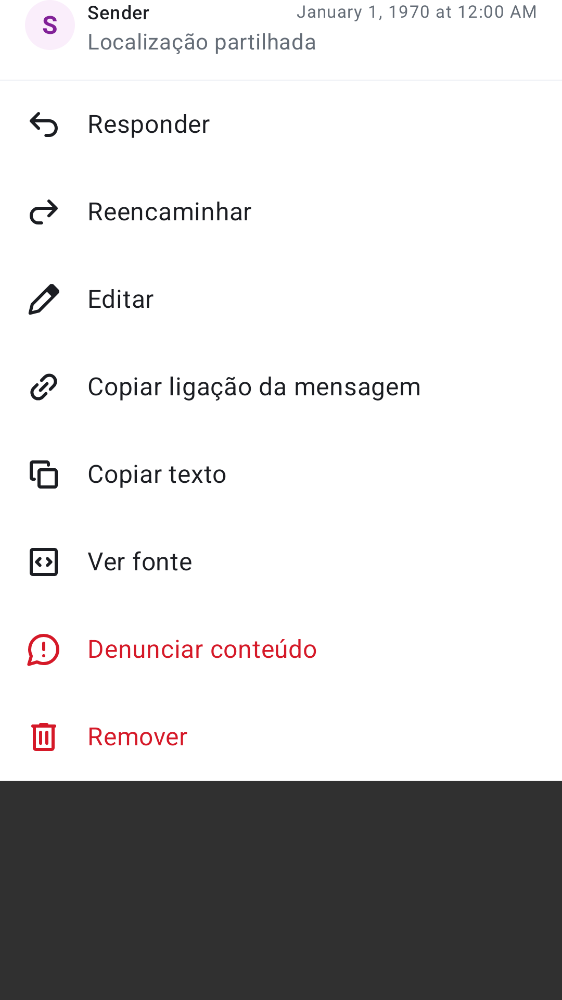 S
Sender
January 1, 1970 at 12:00 AM
Localização partilhada
Responder
Reencaminhar
Editar
Copiar ligação da mensagem
Copiar texto
Ver fonte
Denunciar conteúdo
Remover